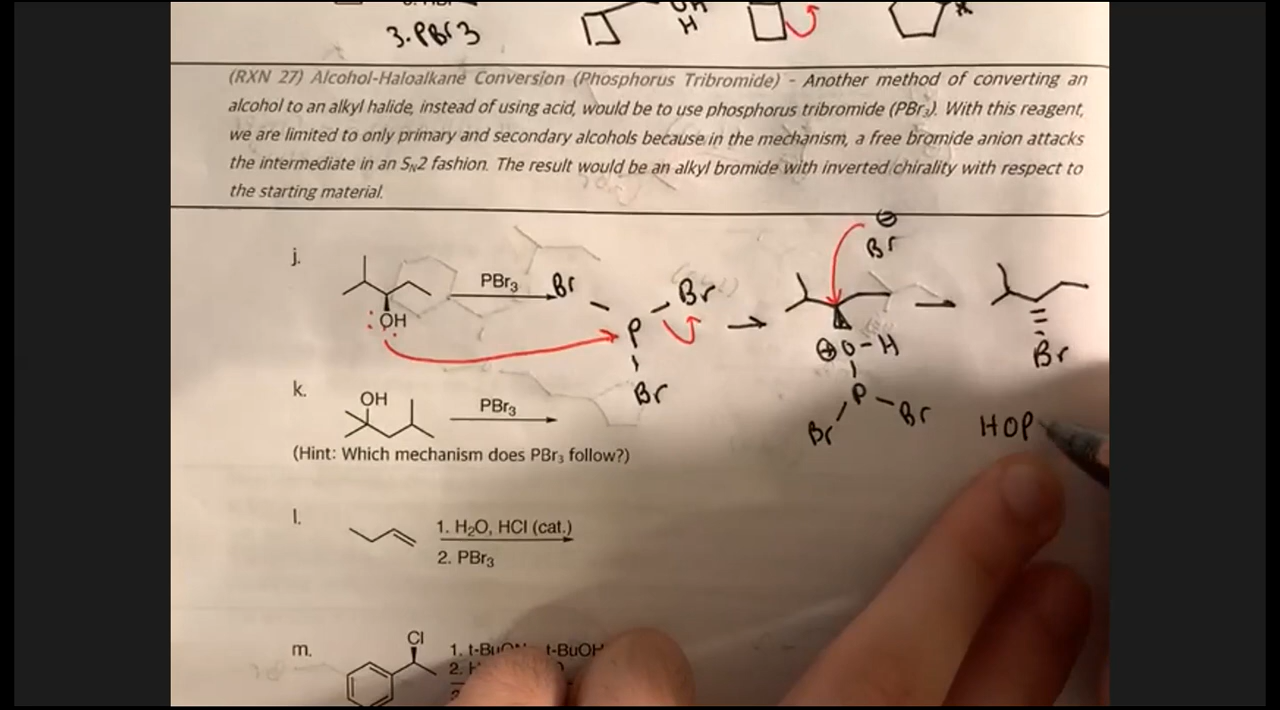 3. PBr3
H
(RXN 27) Alcohol-Haloalkane Conversion (Phosphorus Tribromide) - Another method of converting an
alcohol to an alkyl halide, instead of using acid, would be to use phosphorus tribromide (PBr₃). With this reagent,
we are limited to only primary and secondary alcohols because in the mechanism, a free bromide anion attacks
the intermediate in an Sɴ2 fashion. The result would be an alkyl bromide with inverted chirality with respect to
the starting material.
j.
OH
PBr₃
Br
Br
P
Br
⊖
Br
⊕O-H
P
Br
Br
Br
HOP
k.
OH
PBr₃
(Hint: Which mechanism does PBr₃ follow?)
l.
1. H₂O, HCl (cat.)
2. PBr₃
m.
Cl
1. t-BuO
t-BuOH
2.